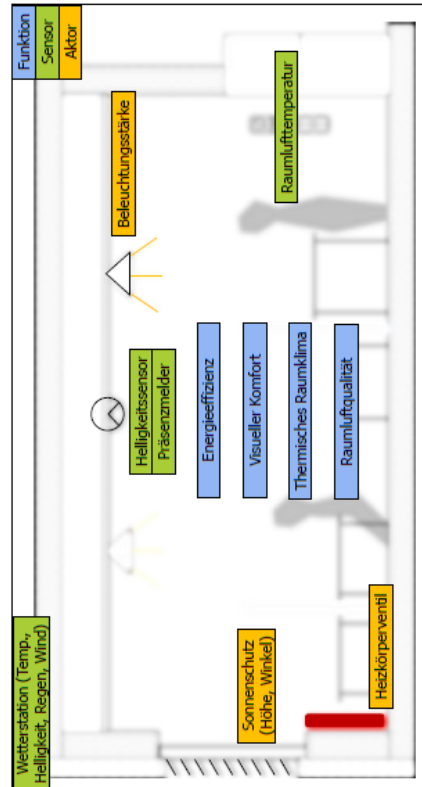 Wetterstation (Temp.,
Helligkeit, Regen, Wind)
Funktion
Sensor
Aktor
Helligkeitssensor
Präsenzmelder
Beleuchtungsstärke
Energieeffizienz
Visueller Komfort
Thermisches Raumklima
Raumluftqualität
Sonnenschutz
(Höhe, Winkel)
Raumlufttemperatur
Heizkörperventil